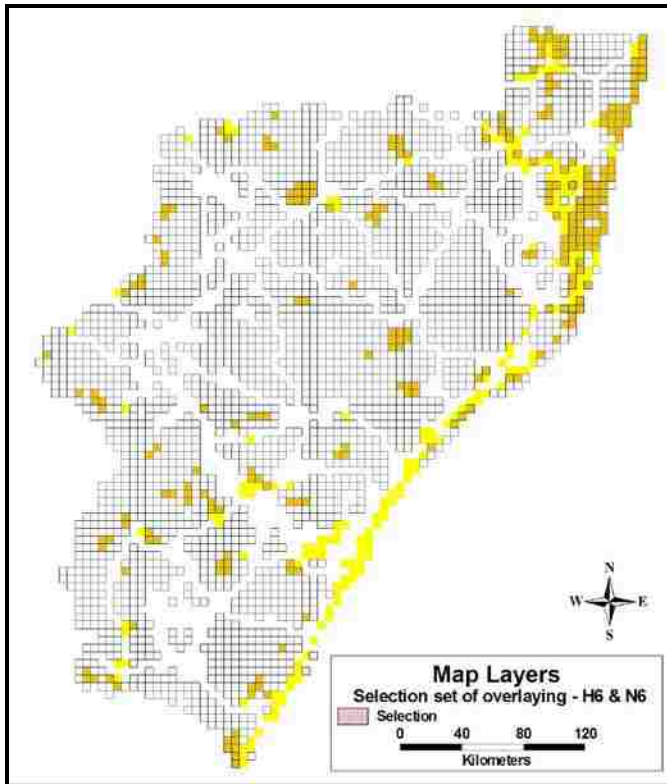 N
W E
S
Map Layers
Selection set of overlaying - H6 & N6
Selection
0 40 80 120
Kilometers